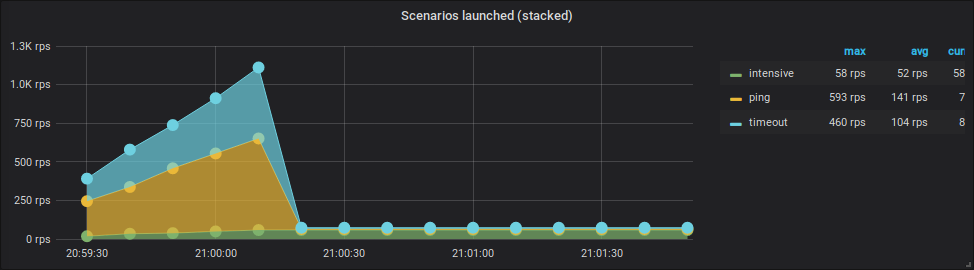 Scenarios launched (stacked)
1.3K rps
1.0K rps
750 rps
500 rps
250 rps
0 rps
20:59:30 21:00:00 21:00:30 21:01:00 21:01:30
max avg curr
intensive 58 rps 52 rps 58
ping 593 rps 141 rps 7
timeout 460 rps 104 rps 8